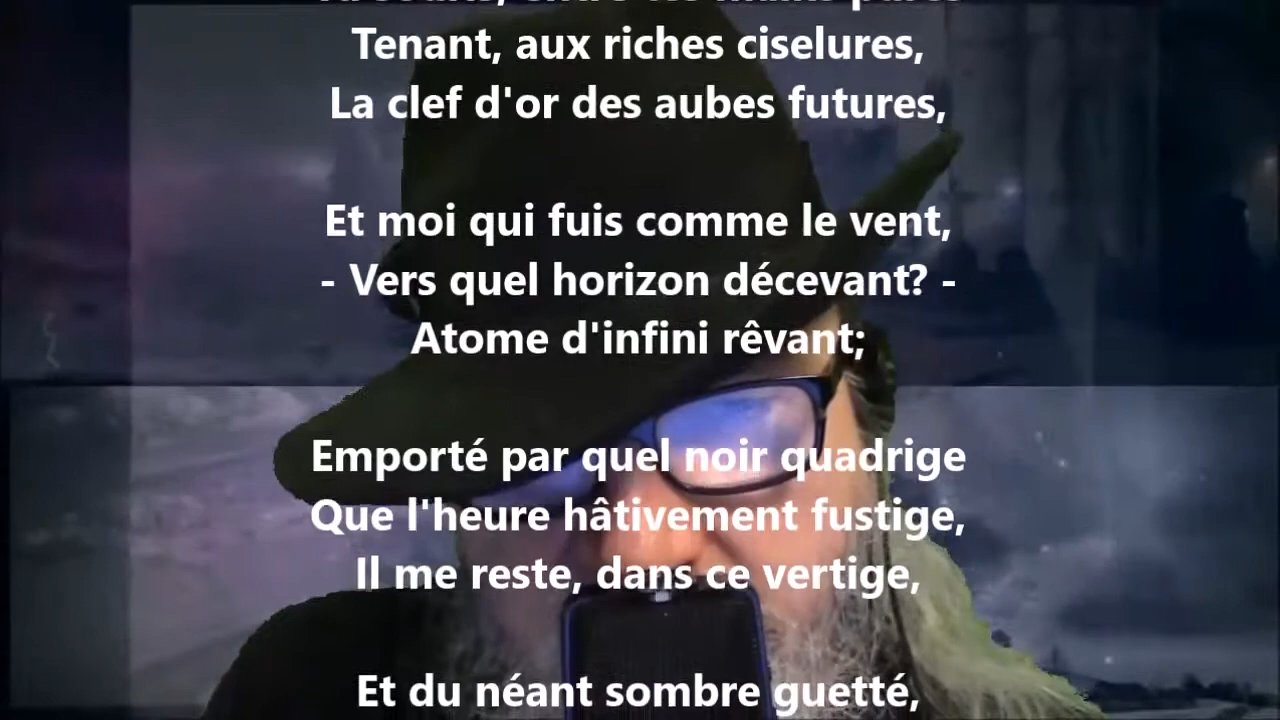 Tenant, aux riches ciselures,
La clef d'or des aubes futures,
Et moi qui fuis comme le vent,
- Vers quel horizon décevant? -
Atome d'infini rêvant;
Emporté par quel noir quadrige
Que l'heure hâtivement fustige,
Il me reste, dans ce vertige,
Et du néant sombre guetté,